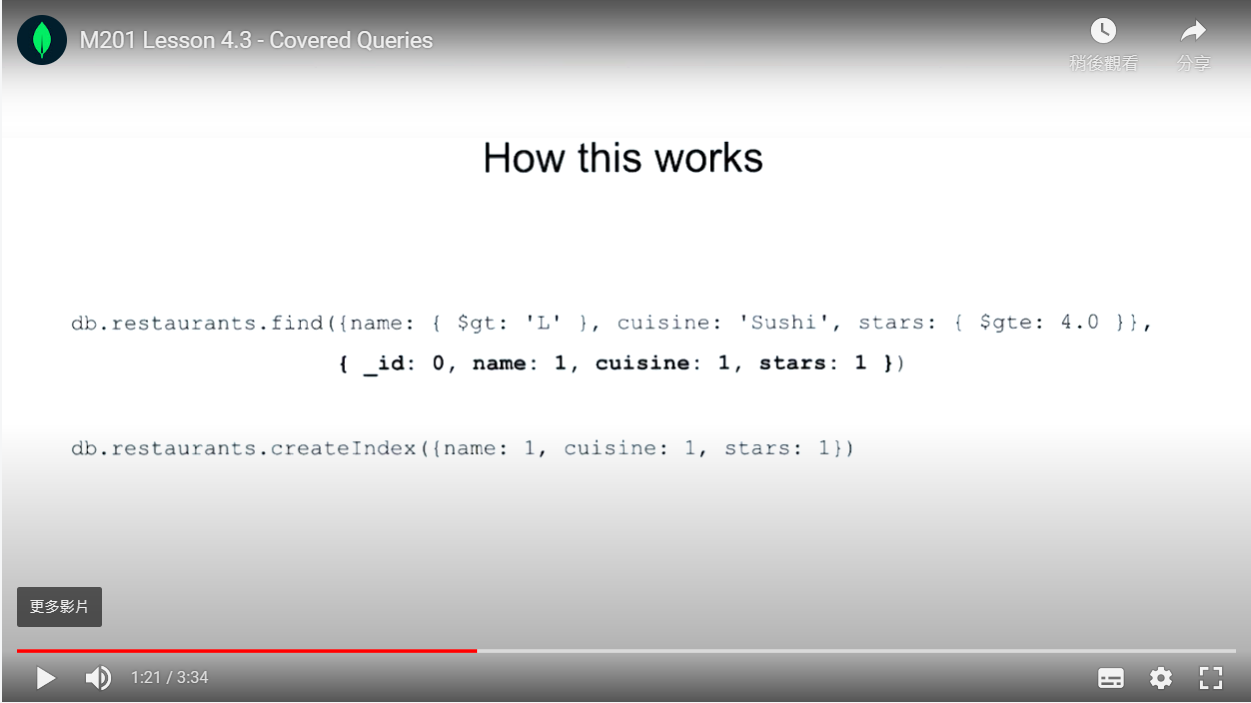 M201 Lesson 4.3 - Covered Queries
稍後觀看
分享
How this works
db.restaurants.find({name: { $gt: 'L' }, cuisine: 'Sushi', stars: { $gte: 4.0 }},
{ _id: 0, name: 1, cuisine: 1, stars: 1 })
db.restaurants.createIndex({name: 1, cuisine: 1, stars: 1})
更多影片
1:21 / 3:34